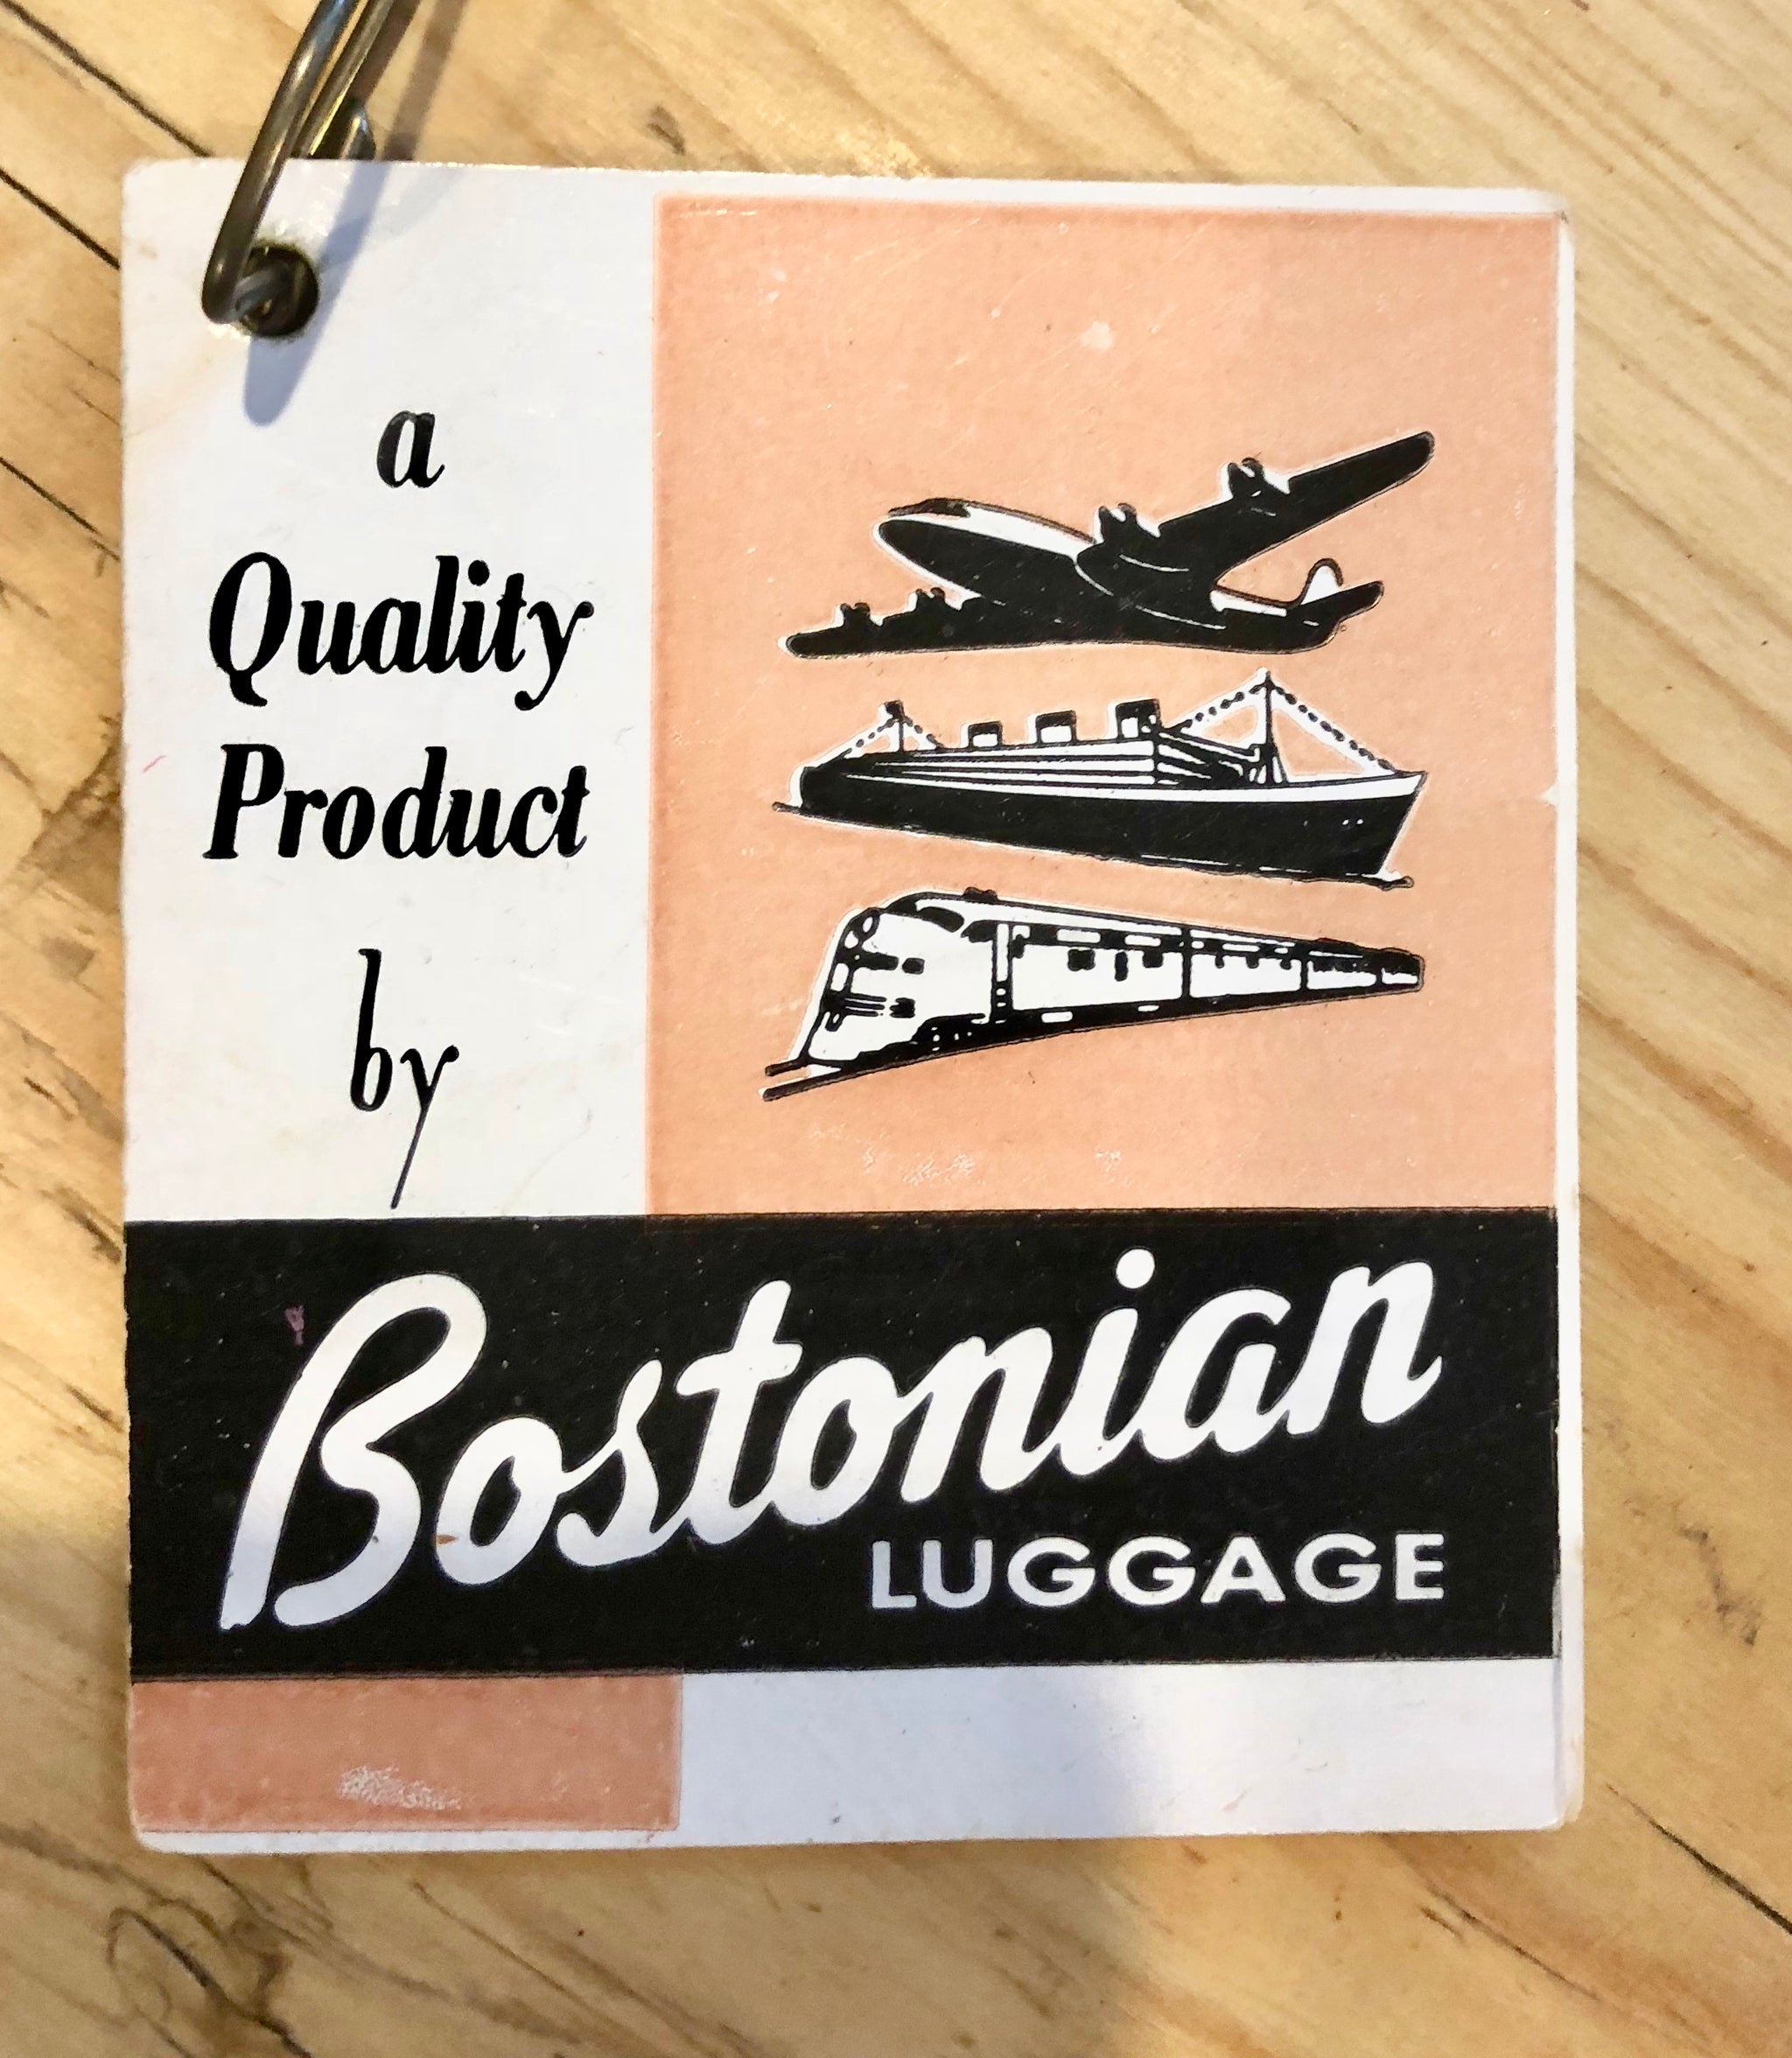 a
Quality
Product
by
Bostonian
LUGGAGE